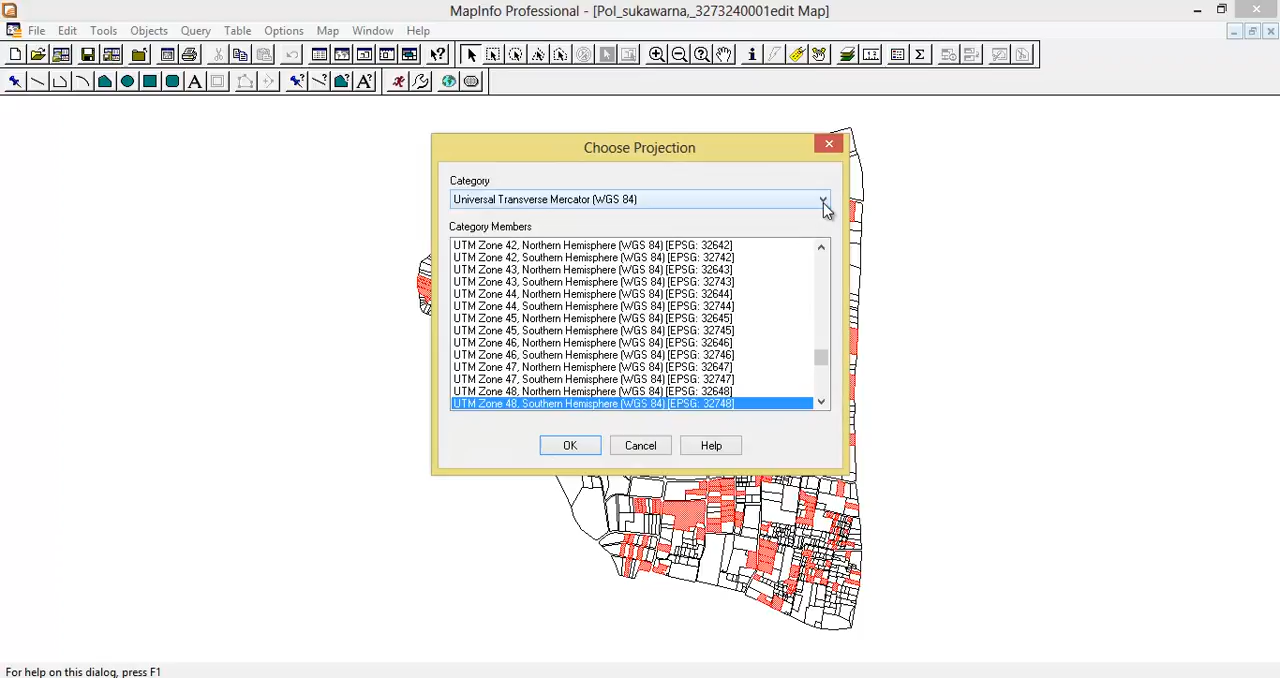 MapInfo Professional - [Pol_sukawarna,_3273240001edit Map]
File Edit Tools Objects Query Table Options Map Window Help
Choose Projection
Category
Universal Transverse Mercator (WGS 84)
Category Members
UTM Zone 42, Northern Hemisphere (WGS 84) [EPSG: 32642]
UTM Zone 42, Southern Hemisphere (WGS 84) [EPSG: 32742]
UTM Zone 43, Northern Hemisphere (WGS 84) [EPSG: 32643]
UTM Zone 43, Southern Hemisphere (WGS 84) [EPSG: 32743]
UTM Zone 44, Northern Hemisphere (WGS 84) [EPSG: 32644]
UTM Zone 44, Southern Hemisphere (WGS 84) [EPSG: 32744]
UTM Zone 45, Northern Hemisphere (WGS 84) [EPSG: 32645]
UTM Zone 45, Southern Hemisphere (WGS 84) [EPSG: 32745]
UTM Zone 46, Northern Hemisphere (WGS 84) [EPSG: 32646]
UTM Zone 46, Southern Hemisphere (WGS 84) [EPSG: 32746]
UTM Zone 47, Northern Hemisphere (WGS 84) [EPSG: 32647]
UTM Zone 47, Southern Hemisphere (WGS 84) [EPSG: 32747]
UTM Zone 48, Northern Hemisphere (WGS 84) [EPSG: 32648]
UTM Zone 48, Southern Hemisphere (WGS 84) [EPSG: 32748]
OK Cancel Help
For help on this dialog, press F1